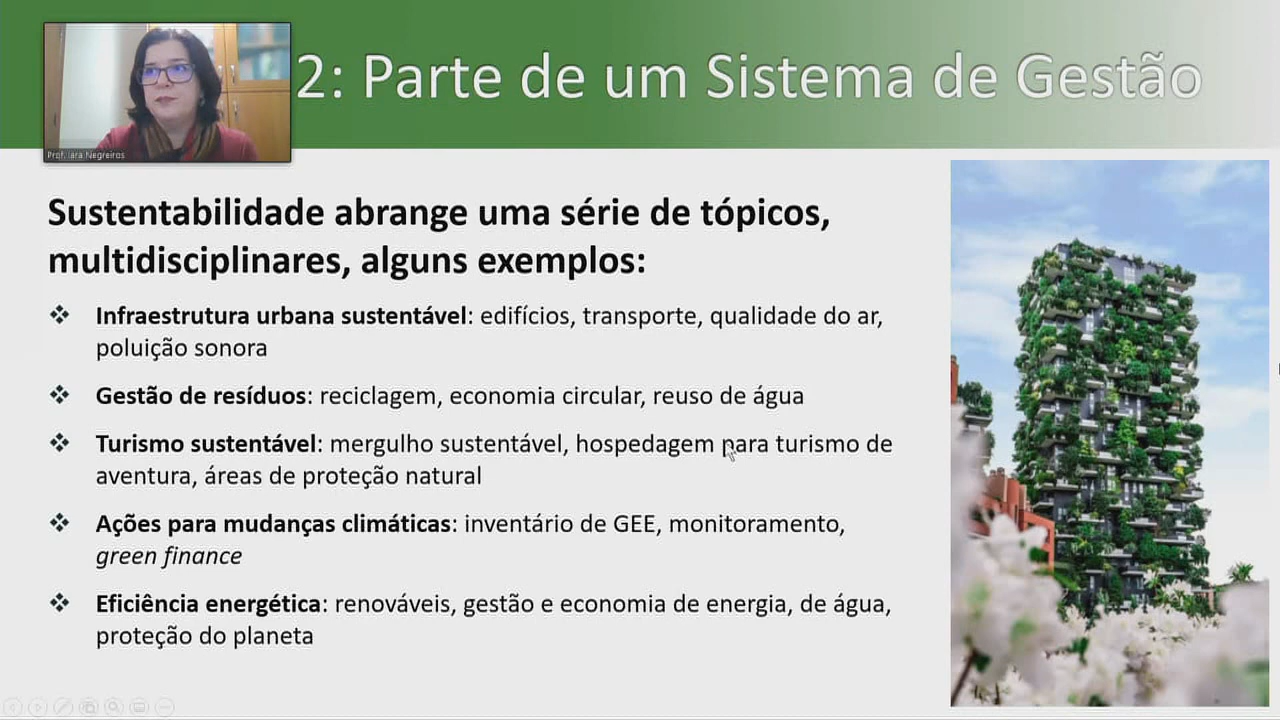 2: Parte de um Sistema de Gestão
Prof. Iara Negreiros
Sustentabilidade abrange uma série de tópicos,
multidisciplinares, alguns exemplos:
❖ Infraestrutura urbana sustentável: edifícios, transporte, qualidade do ar,
poluição sonora
❖ Gestão de resíduos: reciclagem, economia circular, reuso de água
❖ Turismo sustentável: mergulho sustentável, hospedagem para turismo de
aventura, áreas de proteção natural
❖ Ações para mudanças climáticas: inventário de GEE, monitoramento,
green finance
❖ Eficiência energética: renováveis, gestão e economia de energia, de água,
proteção do planeta